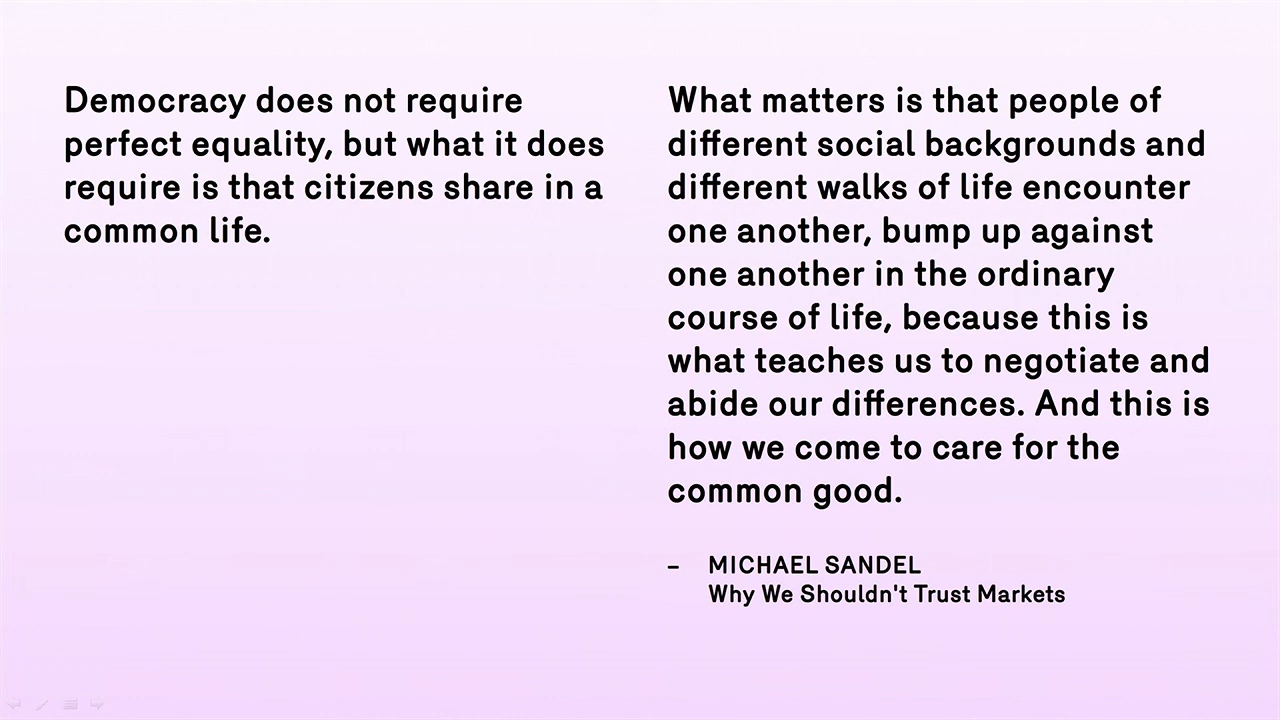 Democracy does not require
perfect equality, but what it does
require is that citizens share in a
common life.
What matters is that people of
different social backgrounds and
different walks of life encounter
one another, bump up against
one another in the ordinary
course of life, because this is
what teaches us to negotiate and
abide our differences. And this is
how we come to care for the
common good.
– MICHAEL SANDEL
Why We Shouldn't Trust Markets